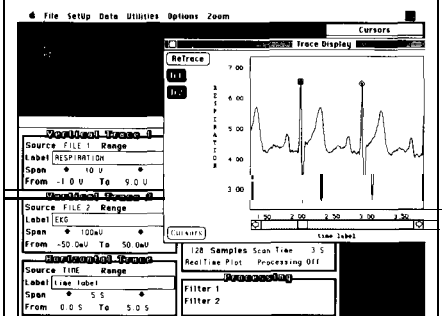 File SetUp Data Utilities Options Zoom
Cursors
Trace Display
ReTrace
RESPIRATION
7 00
6 00
5 00
4 00
3 00
1 50 2 00 2 50 3 00 3.50
time label
Cursors
Vertical Trace 1
Source FILE 1 Range
Label RESPIRATION
Span 10 U
From -1.0 V To 9.0 V
Vertical Trace 2
Source FILE 2 Range
Label EKG
Span 100mV
From -50.0mV To 50.0mV
Horizontal Trace
Source TIME Range
Label time label
Span 5 S
From 0.0 S To 5.0 S
128 Samples Scan Time 3 S
RealTime Plot Processing Off
Processing
Filter 1
Filter 2